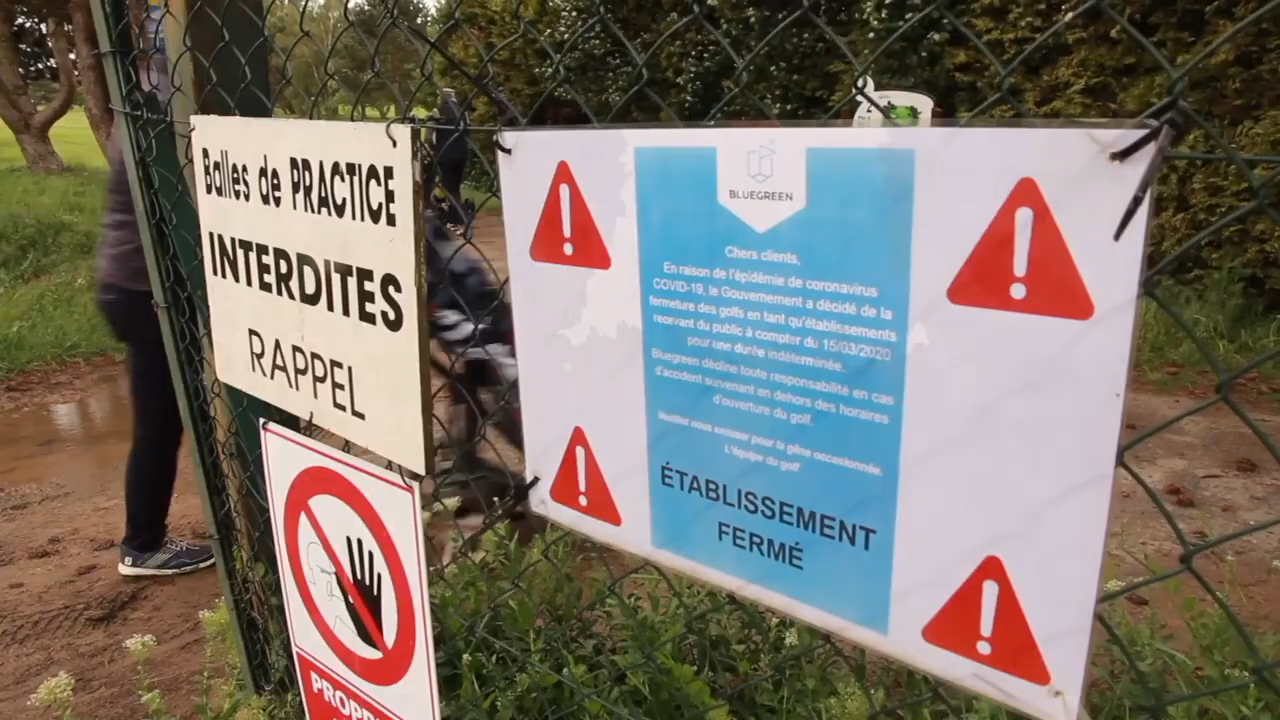 Balles de PRACTICE
INTERDITES
RAPPEL
BLUEGREEN
Chers clients,
En raison de l'épidémie de coronavirus
COVID-19, le Gouvernement a décidé de la
fermeture des golfs en tant qu'établissements
recevant du public à compter du 15/03/2020
pour une durée indéterminée.
Bluegreen décline toute responsabilité en cas
d'accident survenant en dehors des horaires
d'ouverture du golf.
Veuillez nous excuser pour la gêne occasionnée.
L'équipe du golf
ÉTABLISSEMENT
FERMÉ